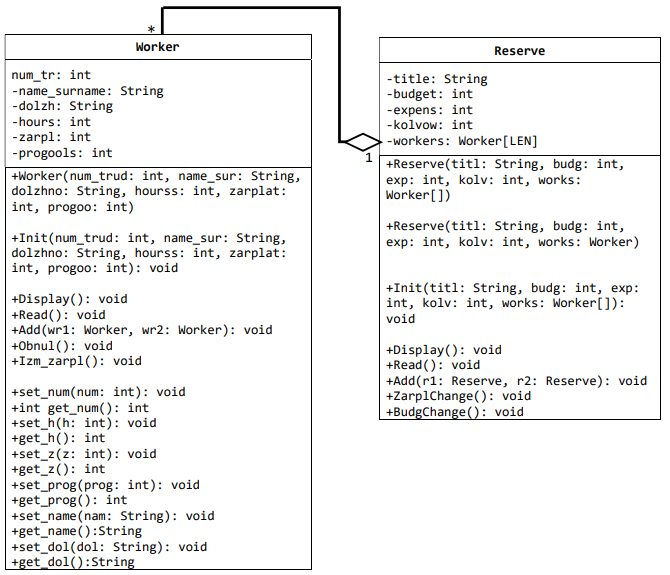 *
Worker
num_tr: int
-name_surname: String
-dolzh: String
-hours: int
-zarpl: int
-progools: int
+Worker(num_trud: int, name_sur: String,
dolzhno: String, hourss: int, zarplat:
int, progoo: int)
+Init(num_trud: int, name_sur: String,
dolzhno: String, hourss: int, zarplat:
int, progoo: int): void
+Display(): void
+Read(): void
+Add(wr1: Worker, wr2: Worker): void
+Obnul(): void
+Izm_zarpl(): void
+set_num(num: int): void
+int get_num(): int
+set_h(h: int): void
+get_h(): int
+set_z(z: int): void
+get_z(): int
+set_prog(prog: int): void
+get_prog(): int
+set_name(nam: String): void
+get_name():String
+set_dol(dol: String): void
+get_dol():String
1
Reserve
-title: String
-budget: int
-expens: int
-kolvow: int
-workers: Worker[LEN]
+Reserve(titl: String, budg: int,
exp: int, kolv: int, works:
Worker[])
+Reserve(titl: String, budg: int,
exp: int, kolv: int, works: Worker)
+Init(titl: String, budg: int, exp:
int, kolv: int, works: Worker[]):
void
+Display(): void
+Read(): void
+Add(r1: Reserve, r2: Reserve): void
+ZarplChange(): void
+BudgChange(): void